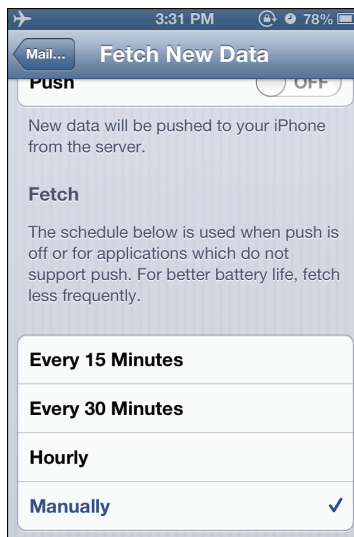 3:31 PM 78%
Mail... Fetch New Data
Push OFF
New data will be pushed to your iPhone
from the server.
Fetch
The schedule below is used when push is
off or for applications which do not
support push. For better battery life, fetch
less frequently.
Every 15 Minutes
Every 30 Minutes
Hourly
Manually